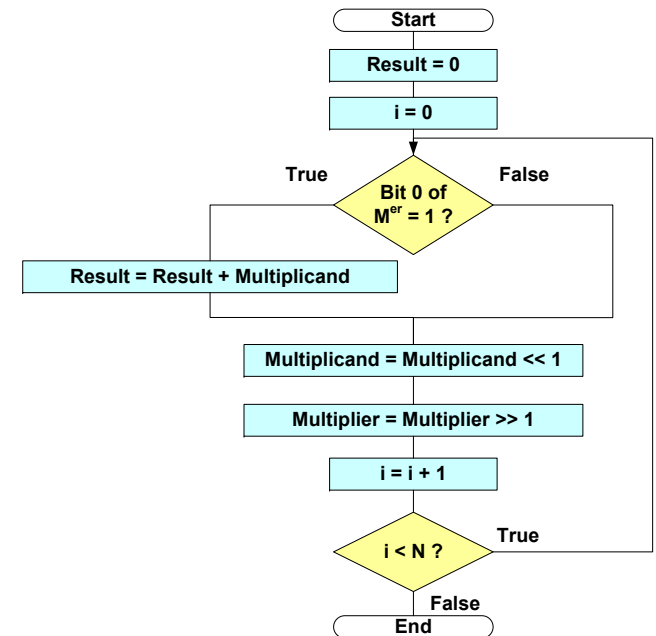 Start
Result = 0
i = 0
True
False
Bit 0 of
M^er = 1 ?
Result = Result + Multiplicand
Multiplicand = Multiplicand << 1
Multiplier = Multiplier >> 1
i = i + 1
i < N ?
True
False
End